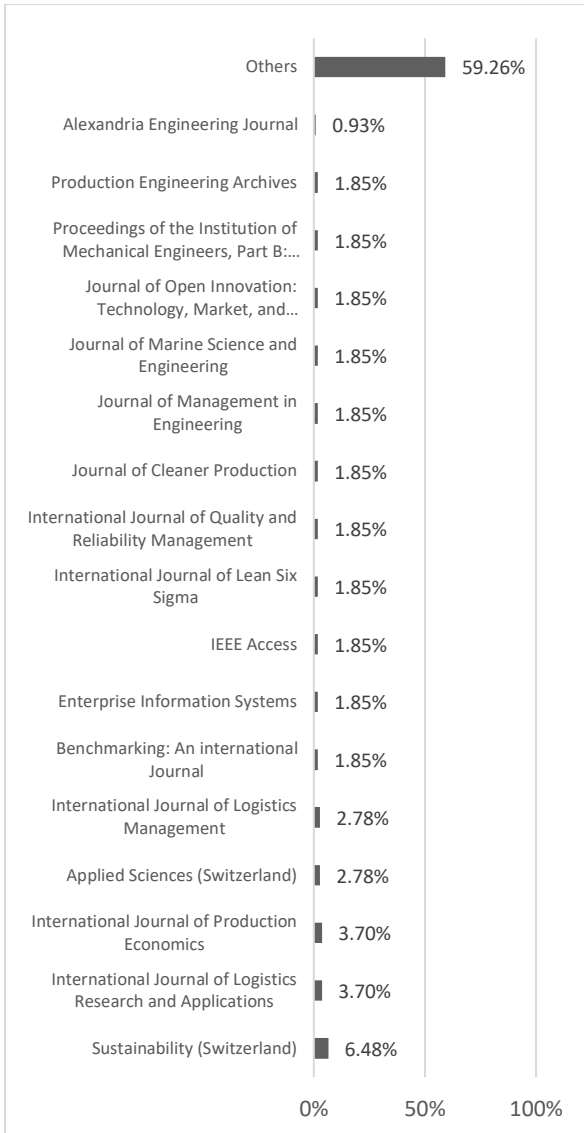 Others
59.26%
Alexandria Engineering Journal
0.93%
Production Engineering Archives
1.85%
Proceedings of the Institution of
Mechanical Engineers, Part B:...
1.85%
Journal of Open Innovation:
Technology, Market, and...
1.85%
Journal of Marine Science and
Engineering
1.85%
Journal of Management in
Engineering
1.85%
Journal of Cleaner Production
1.85%
International Journal of Quality and
Reliability Management
1.85%
International Journal of Lean Six
Sigma
1.85%
IEEE Access
1.85%
Enterprise Information Systems
1.85%
Benchmarking: An international
Journal
1.85%
International Journal of Logistics
Management
2.78%
Applied Sciences (Switzerland)
2.78%
International Journal of Production
Economics
3.70%
International Journal of Logistics
Research and Applications
3.70%
Sustainability (Switzerland)
6.48%
0% 50% 100%